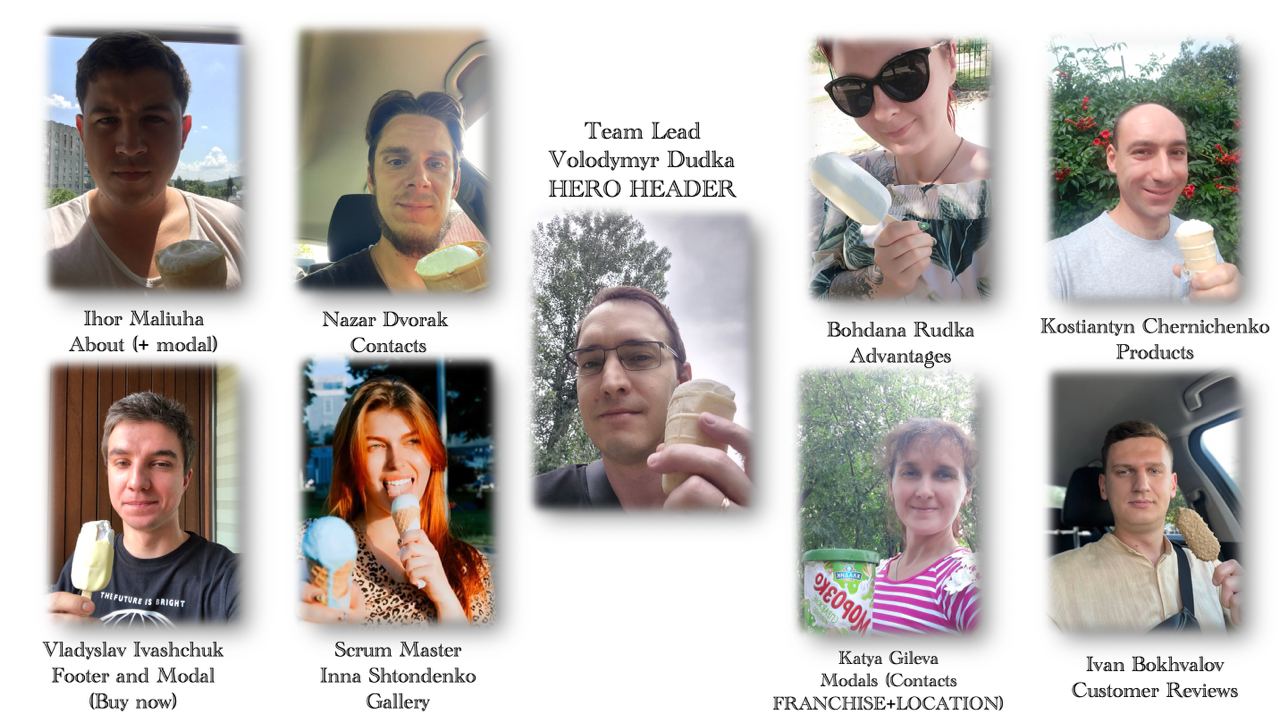 Team Lead
Volodymyr Dudka
HERO HEADER
Ihor Maliuha
About (+ modal)
Nazar Dvorak
Contacts
Bohdana Rudka
Advantages
Kostiantyn Chernichenko
Products
THE FUTURE IS BRIGHT
Vladyslav Ivashchuk
Footer and Modal
(Buy now)
Scrum Master
Inna Shtondenko
Gallery
Katya Gileva
Modals (Contacts
FRANCHISE+LOCATION)
Ivan Bokhvalov
Customer Reviews